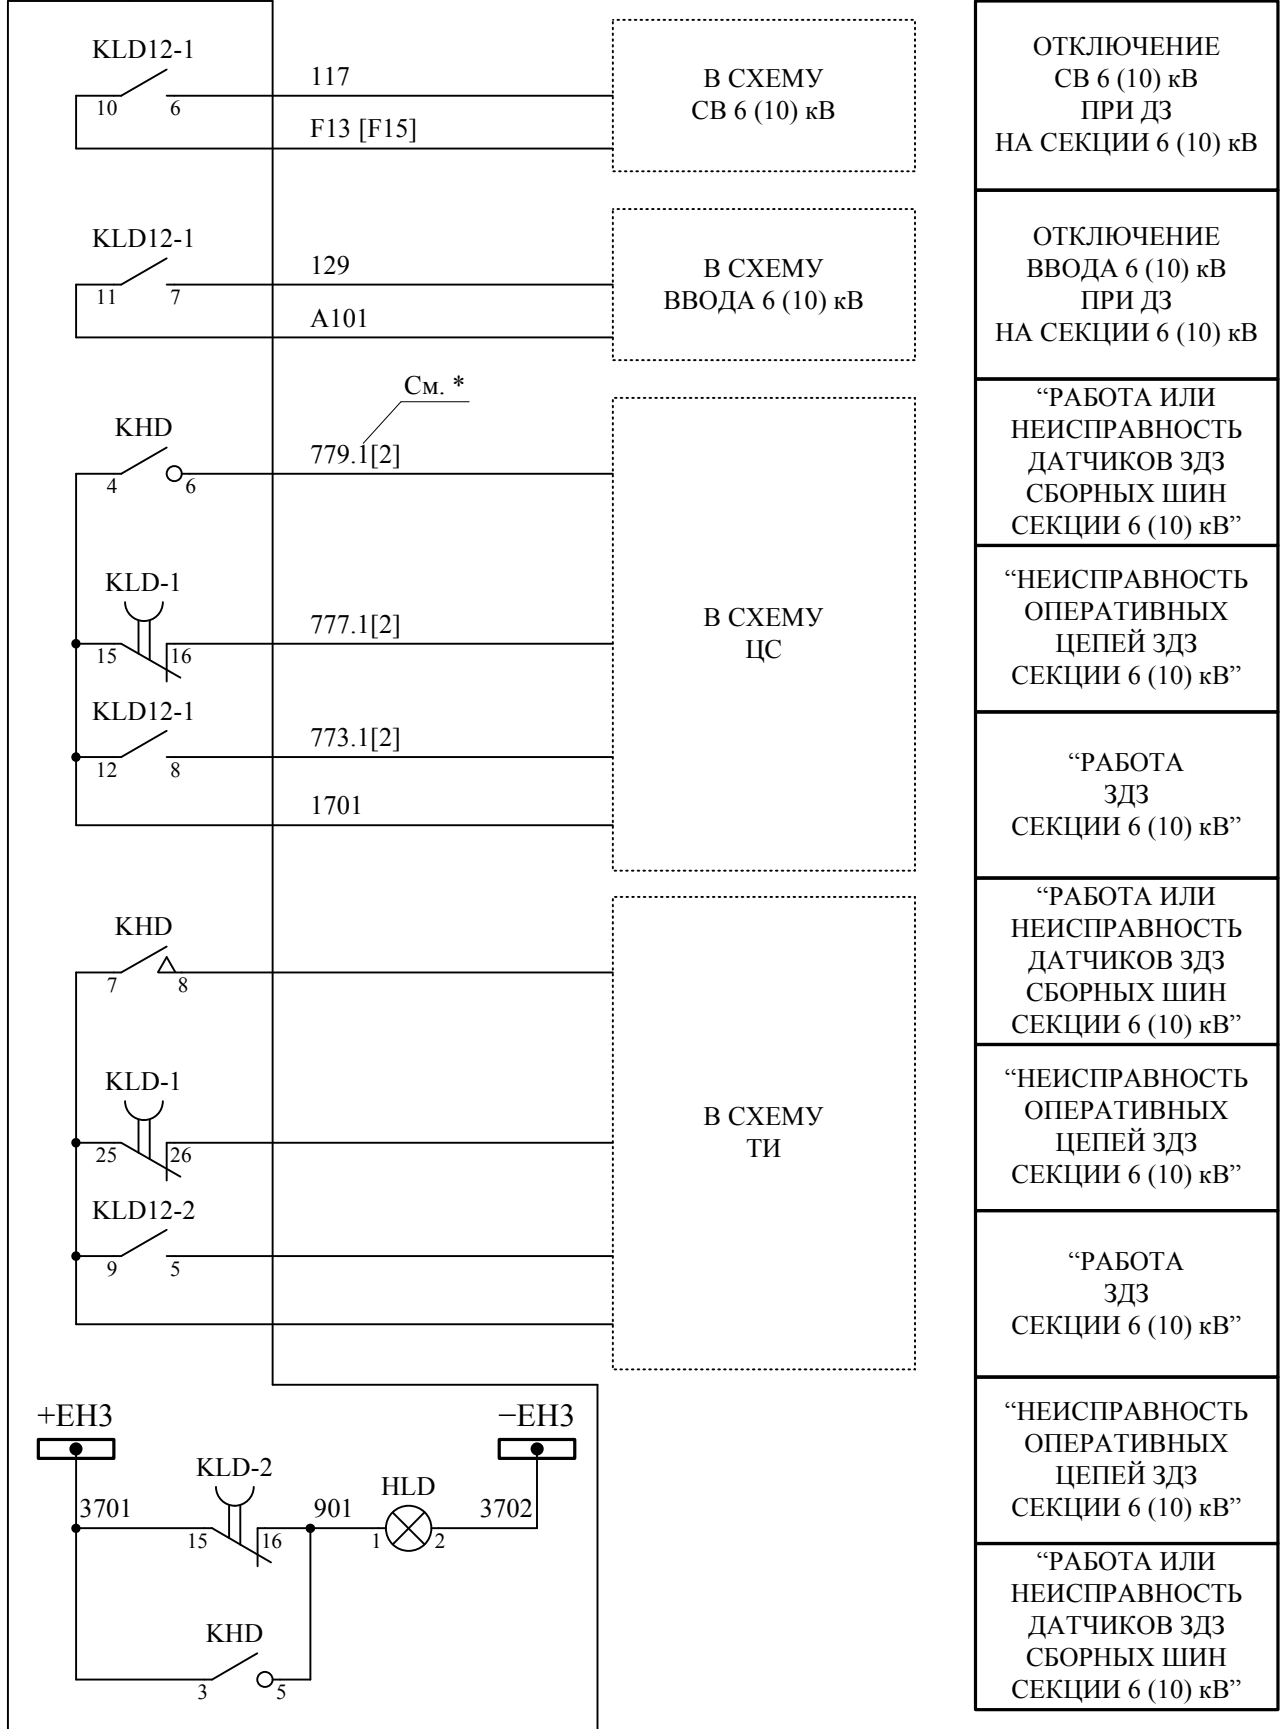 KLD12-1
10
6
117
F13 [F15]
В СХЕМУ
СВ 6 (10) кВ
ОТКЛЮЧЕНИЕ
СВ 6 (10) кВ
ПРИ ДЗ
НА СЕКЦИИ 6 (10) кВ
KLD12-1
11
7
129
А101
В СХЕМУ
ВВОДА 6 (10) кВ
ОТКЛЮЧЕНИЕ
ВВОДА 6 (10) кВ
ПРИ ДЗ
НА СЕКЦИИ 6 (10) кВ
См. *
KHD
4
6
779.1[2]
“РАБОТА ИЛИ
НЕИСПРАВНОСТЬ
ДАТЧИКОВ ЗДЗ
СБОРНЫХ ШИН
СЕКЦИИ 6 (10) кВ”
KLD-1
15
16
777.1[2]
В СХЕМУ
ЦС
“НЕИСПРАВНОСТЬ
ОПЕРАТИВНЫХ
ЦЕПЕЙ ЗДЗ
СЕКЦИИ 6 (10) кВ”
KLD12-1
12
8
773.1[2]
1701
“РАБОТА
ЗДЗ
СЕКЦИИ 6 (10) кВ”
KHD
7
8
“РАБОТА ИЛИ
НЕИСПРАВНОСТЬ
ДАТЧИКОВ ЗДЗ
СБОРНЫХ ШИН
СЕКЦИИ 6 (10) кВ”
KLD-1
25
26
В СХЕМУ
ТИ
“НЕИСПРАВНОСТЬ
ОПЕРАТИВНЫХ
ЦЕПЕЙ ЗДЗ
СЕКЦИИ 6 (10) кВ”
KLD12-2
9
5
“РАБОТА
ЗДЗ
СЕКЦИИ 6 (10) кВ”
+EH3
−EH3
KLD-2
HLD
3701
15
16
901
1
2
3702
“НЕИСПРАВНОСТЬ
ОПЕРАТИВНЫХ
ЦЕПЕЙ ЗДЗ
СЕКЦИИ 6 (10) кВ”
KHD
3
5
“РАБОТА ИЛИ
НЕИСПРАВНОСТЬ
ДАТЧИКОВ ЗДЗ
СБОРНЫХ ШИН
СЕКЦИИ 6 (10) кВ”